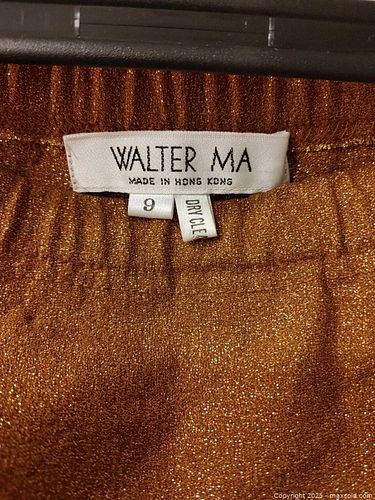 WALTER MA
MADE IN HONG KONG
9
DRY CLE
Copyright 2025 - maxsold.com